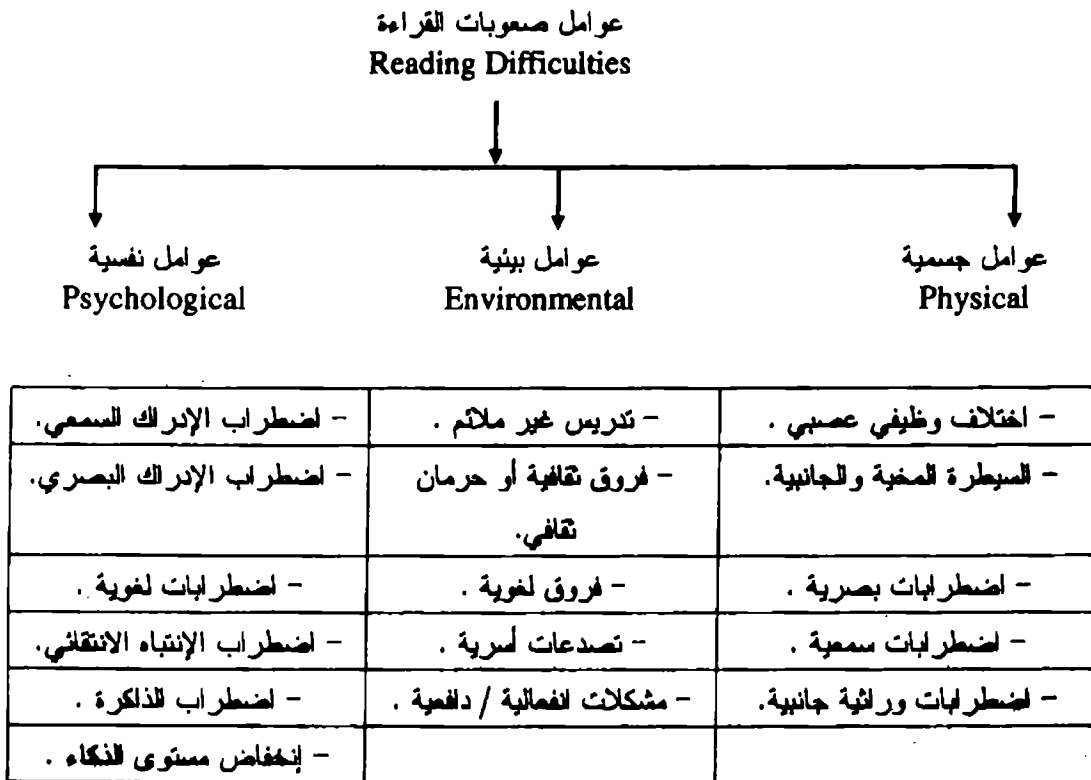 عوامل صعوبات القراءة
Reading Difficulties
عوامل جسمية
Physical
عوامل بيئية
Environmental
عوامل نفسية
Psychological
- اختلاف وظيفي عصبي .
- تدريس غير ملائم .
- اضطراب الإدراك السمعي.
- السيطرة المخية والجانبية.
- فروق ثقافية أو حرمان
ثقافي.
- اضطراب الإدراك البصري.
- اضطرابات بصرية .
- فروق لغوية .
- اضطرابات لغوية .
- اضطرابات سمعية .
- تصدعات أسرية .
- اضطراب الإنتباه الانتقائي.
- اضطرابات وراثية جانبية.
- مشكلات انفعالية / دافعية .
- اضطراب الذاكرة .
- إنخفاض مستوى الذكاء .